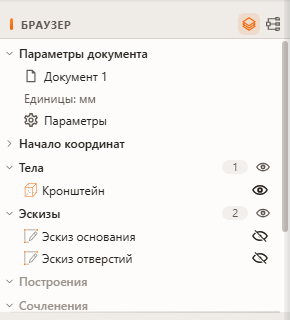 БРАУЗЕР
Параметры документа
Документ 1
Единицы: мм
Параметры
Начало координат
Тела 1
Кронштейн
Эскизы 2
Эскиз основания
Эскиз отверстий
Построения
Сочленения